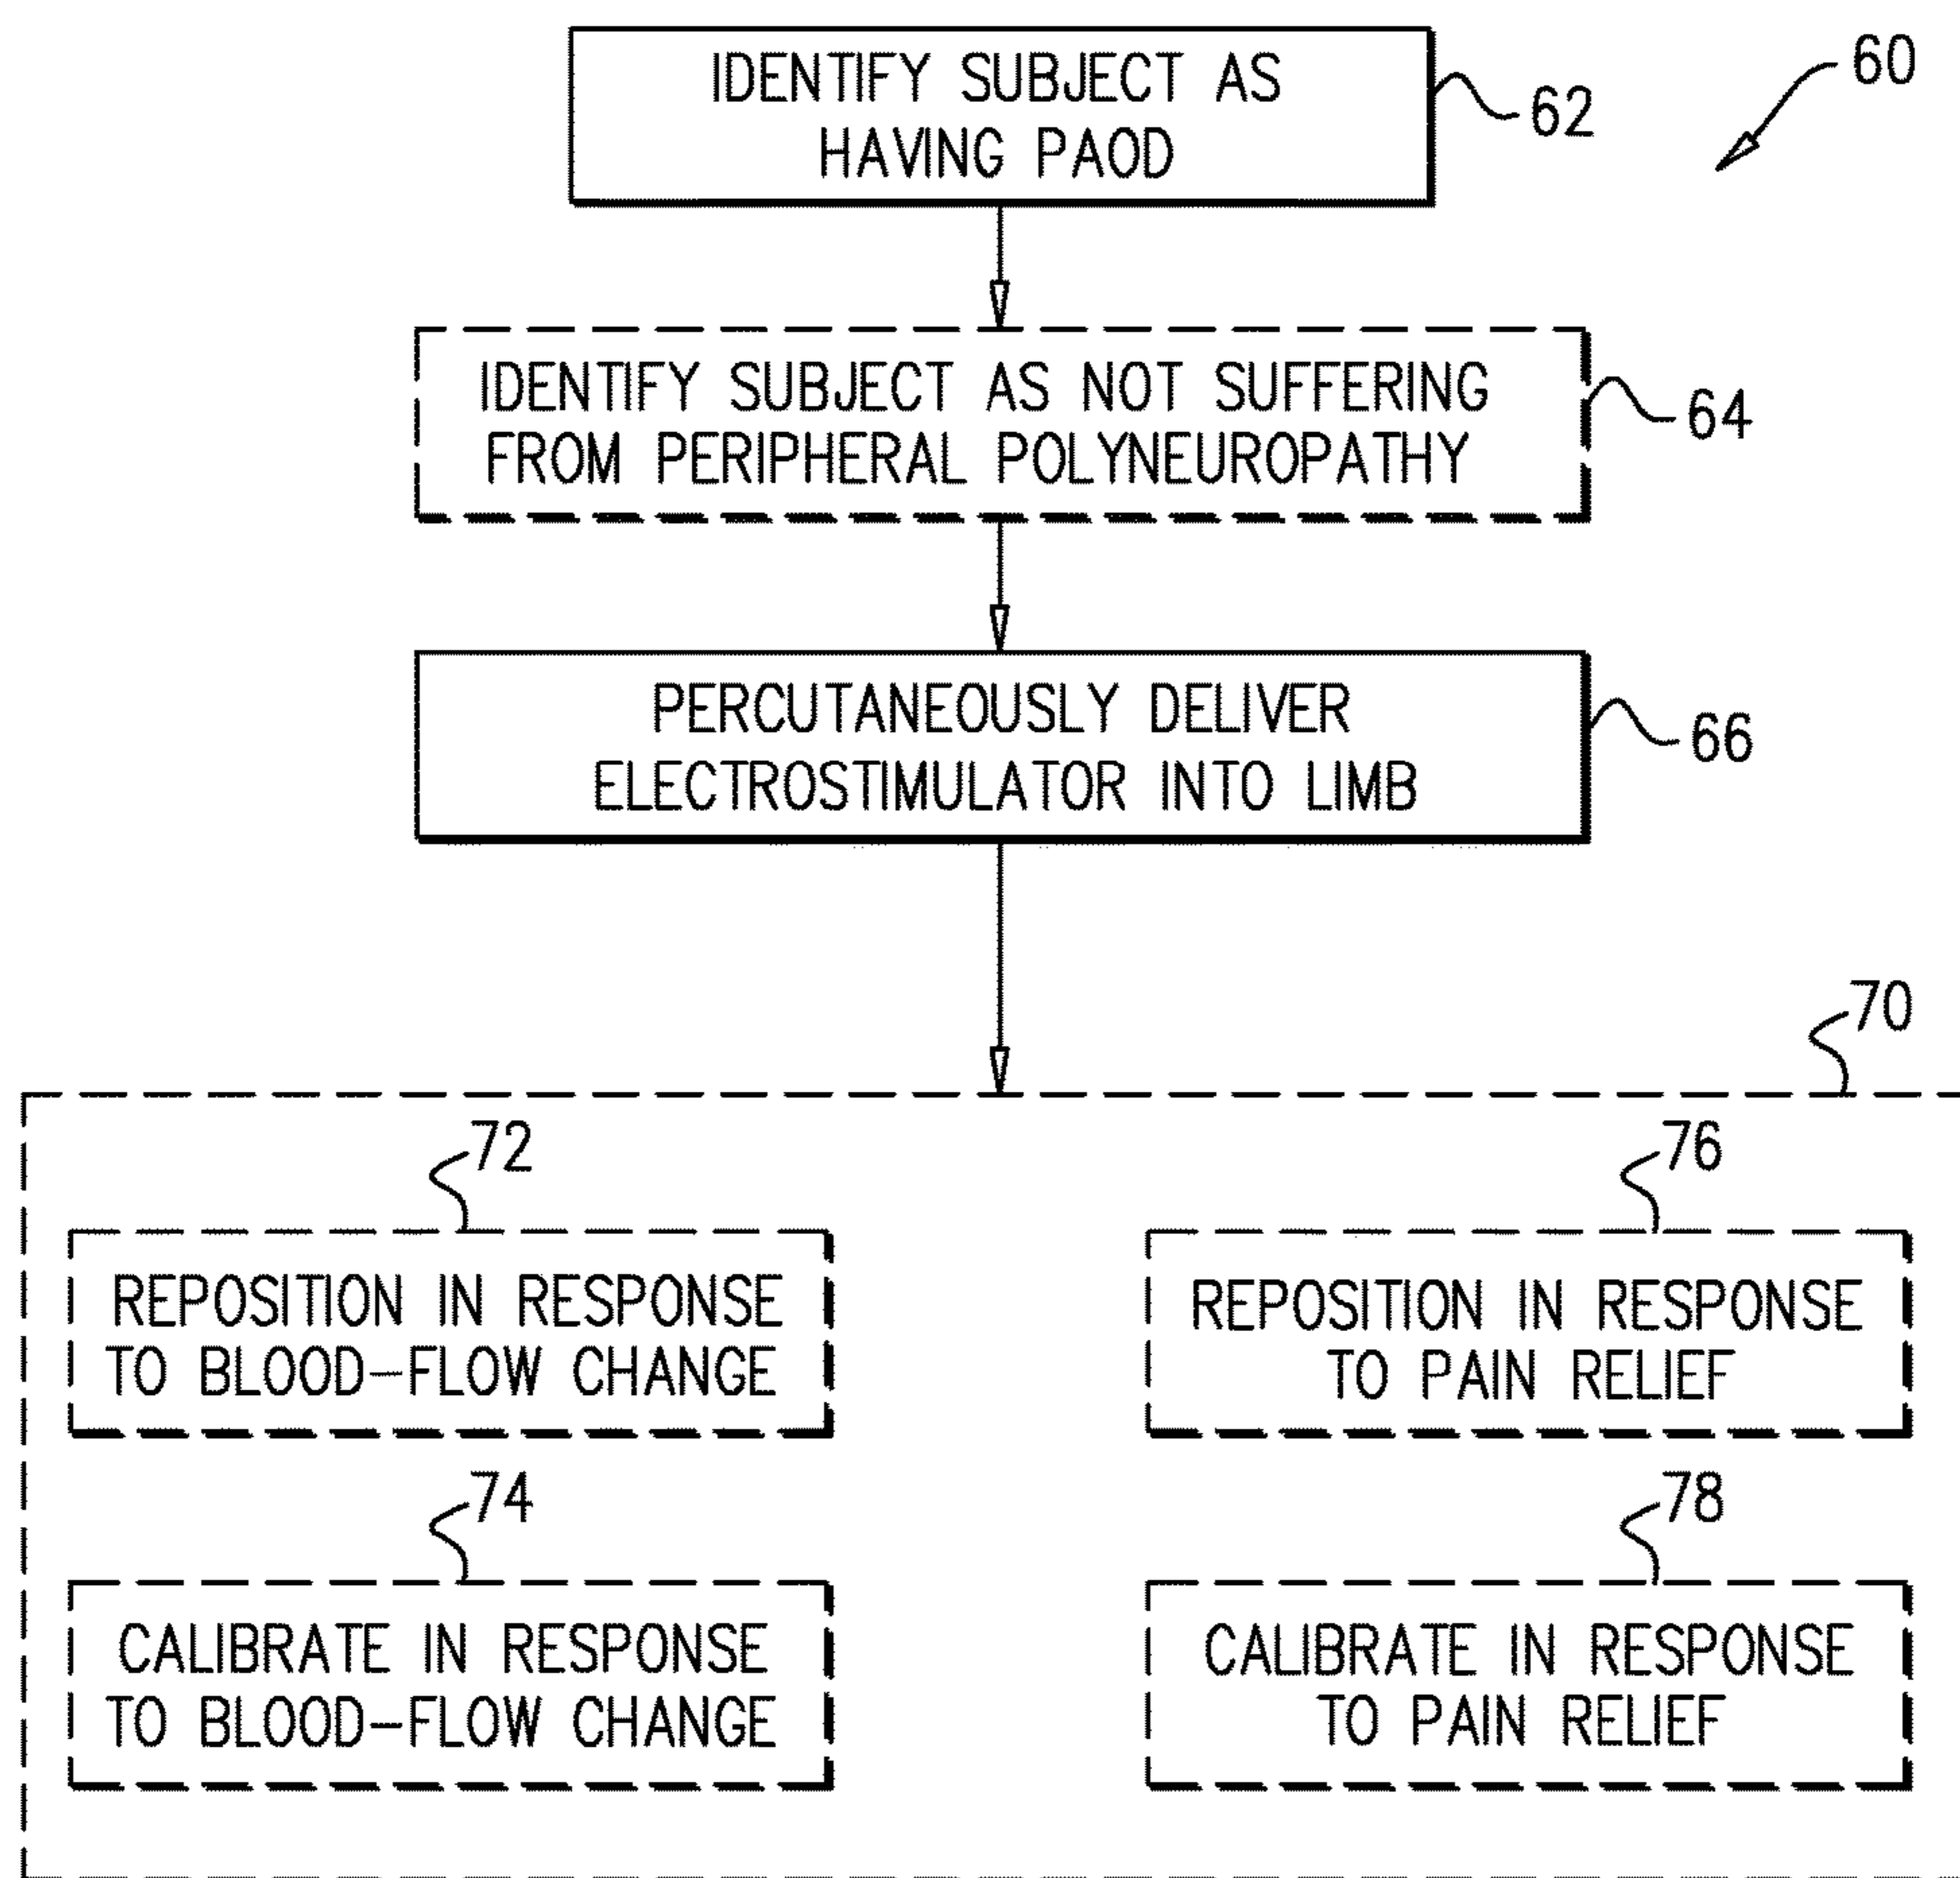 IDENTIFY SUBJECT AS
HAVING PAOD
60
62
IDENTIFY SUBJECT AS NOT SUFFERING
FROM PERIPHERAL POLYNEUROPATHY
64
PERCUTANEOUSLY DELIVER
ELECTROSTIMULATOR INTO LIMB
66
70
72
REPOSITION IN RESPONSE
TO BLOOD-FLOW CHANGE
76
REPOSITION IN RESPONSE
TO PAIN RELIEF
74
CALIBRATE IN RESPONSE
TO BLOOD-FLOW CHANGE
78
CALIBRATE IN RESPONSE
TO PAIN RELIEF